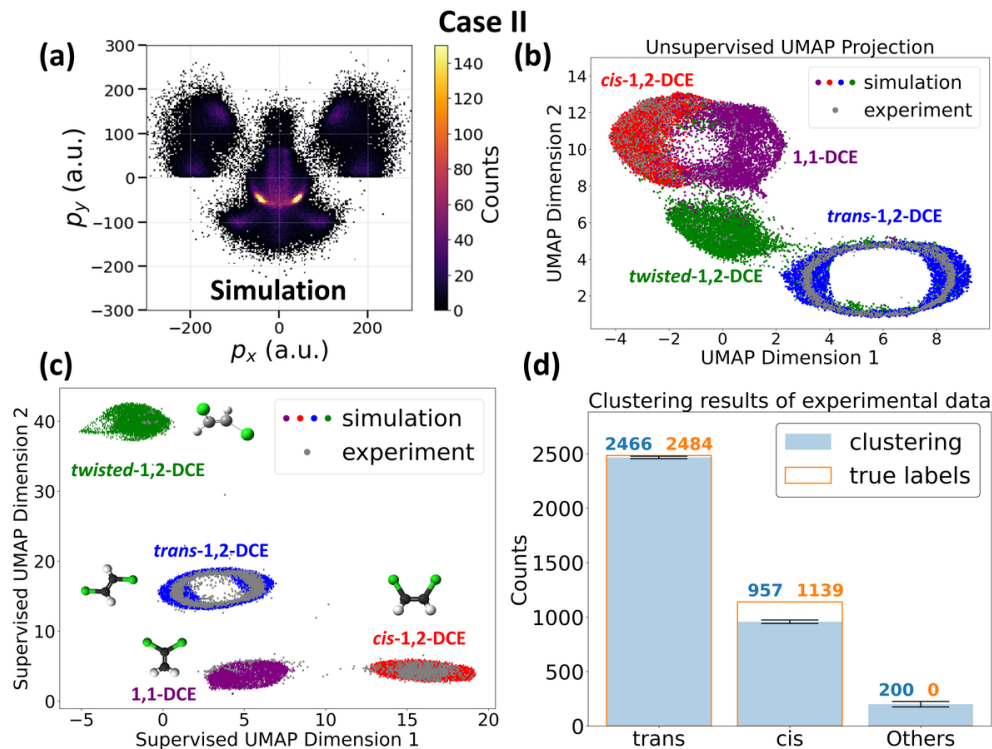 Case II
(a)
300
200
100
0
−100
−200
−300
p_y (a.u.)
−200
0
200
p_x (a.u.)
Simulation
140
120
100
80
60
40
20
0
Counts
(b)
Unsupervised UMAP Projection
14
12
10
8
6
4
2
UMAP Dimension 2
cis-1,2-DCE
simulation
experiment
1,1-DCE
trans-1,2-DCE
twisted-1,2-DCE
−4
−2
0
2
4
6
8
UMAP Dimension 1
(c)
40
30
20
10
0
Supervised UMAP Dimension 2
simulation
experiment
twisted-1,2-DCE
trans-1,2-DCE
cis-1,2-DCE
1,1-DCE
−5
0
5
10
15
20
Supervised UMAP Dimension 1
(d)
Clustering results of experimental data
2500
2000
1500
1000
500
0
Counts
2466 2484
clustering
true labels
957 1139
200 0
trans
cis
Others